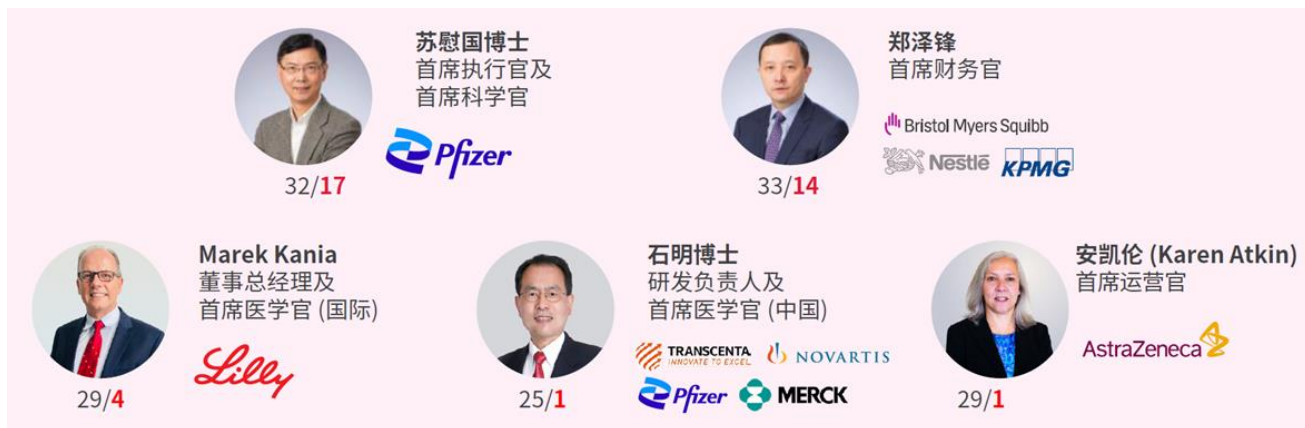 苏慰国博士
首席执行官及
首席科学官
Pfizer
32/17
郑泽锋
首席财务官
Bristol Myers Squibb
Nestlé
KPMG
33/14
Marek Kania
董事总经理及
首席医学官 (国际)
Lilly
29/4
石明博士
研发负责人及
首席医学官 (中国)
TRANSCENTA
INNOVATE TO EXCEL
NOVARTIS
Pfizer
MERCK
25/1
安凯伦 (Karen Atkin)
首席运营官
AstraZeneca
29/1